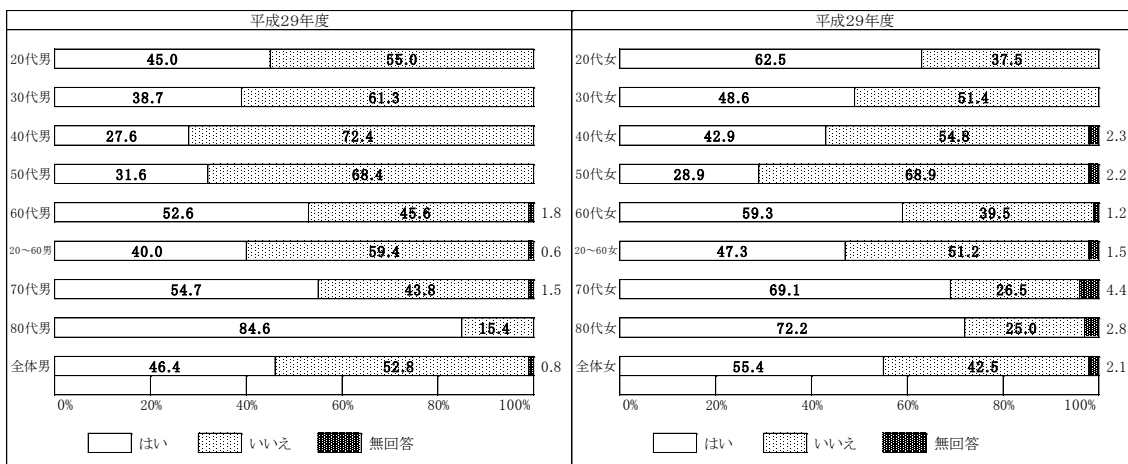 平成29年度
20代男 45.0 55.0
30代男 38.7 61.3
40代男 27.6 72.4
50代男 31.6 68.4
60代男 52.6 45.6 1.8
20～60男 40.0 59.4 0.6
70代男 54.7 43.8 1.5
80代男 84.6 15.4
全体男 46.4 52.8 0.8
0% 20% 40% 60% 80% 100%
はい いいえ 無回答
平成29年度
20代女 62.5 37.5
30代女 48.6 51.4
40代女 42.9 54.8 2.3
50代女 28.9 68.9 2.2
60代女 59.3 39.5 1.2
20～60女 47.3 51.2 1.5
70代女 69.1 26.5 4.4
80代女 72.2 25.0 2.8
全体女 55.4 42.5 2.1
0% 20% 40% 60% 80% 100%
はい いいえ 無回答